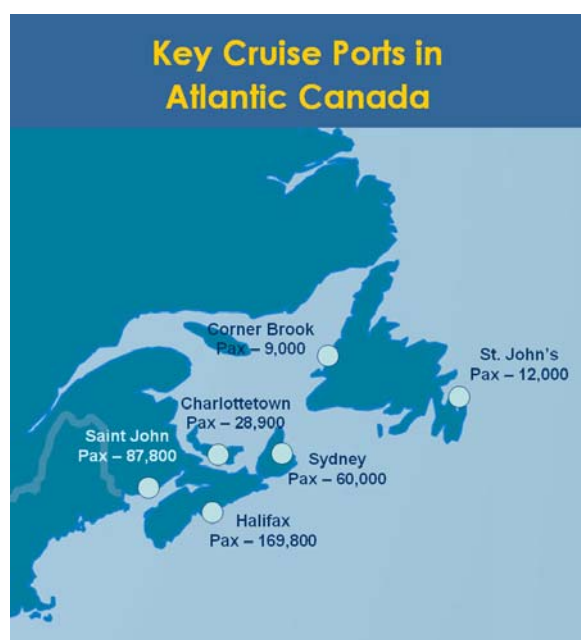 Key Cruise Ports in
Atlantic Canada
Corner Brook
Pax – 9,000
St. John's
Pax – 12,000
Charlottetown
Pax – 28,900
Saint John
Pax – 87,800
Sydney
Pax – 60,000
Halifax
Pax – 169,800